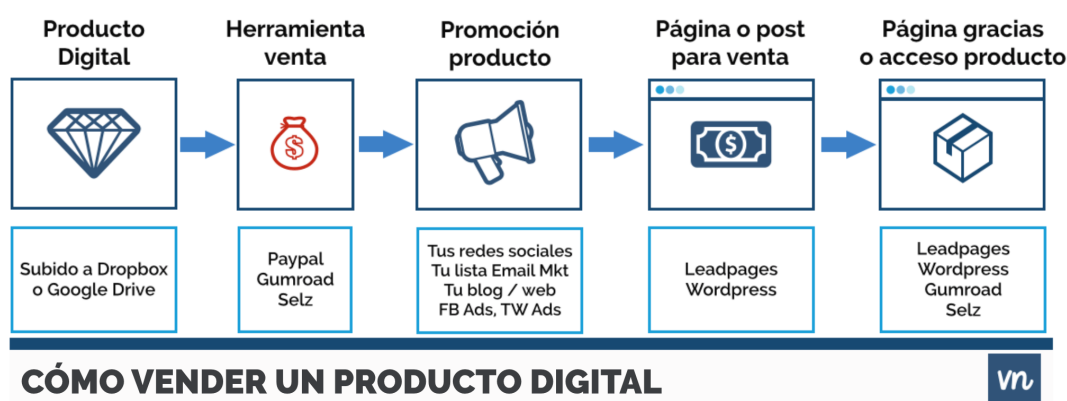 Producto
Digital
Herramienta
venta
Promoción
producto
Página o post
para venta
Página gracias
o acceso producto
$
$
Subido a Dropbox
o Google Drive
Paypal
Gumroad
Selz
Tus redes sociales
Tu lista Email Mkt
Tu blog / web
FB Ads, TW Ads
Leadpages
Wordpress
Leadpages
Wordpress
Gumroad
Selz
CÓMO VENDER UN PRODUCTO DIGITAL
vn